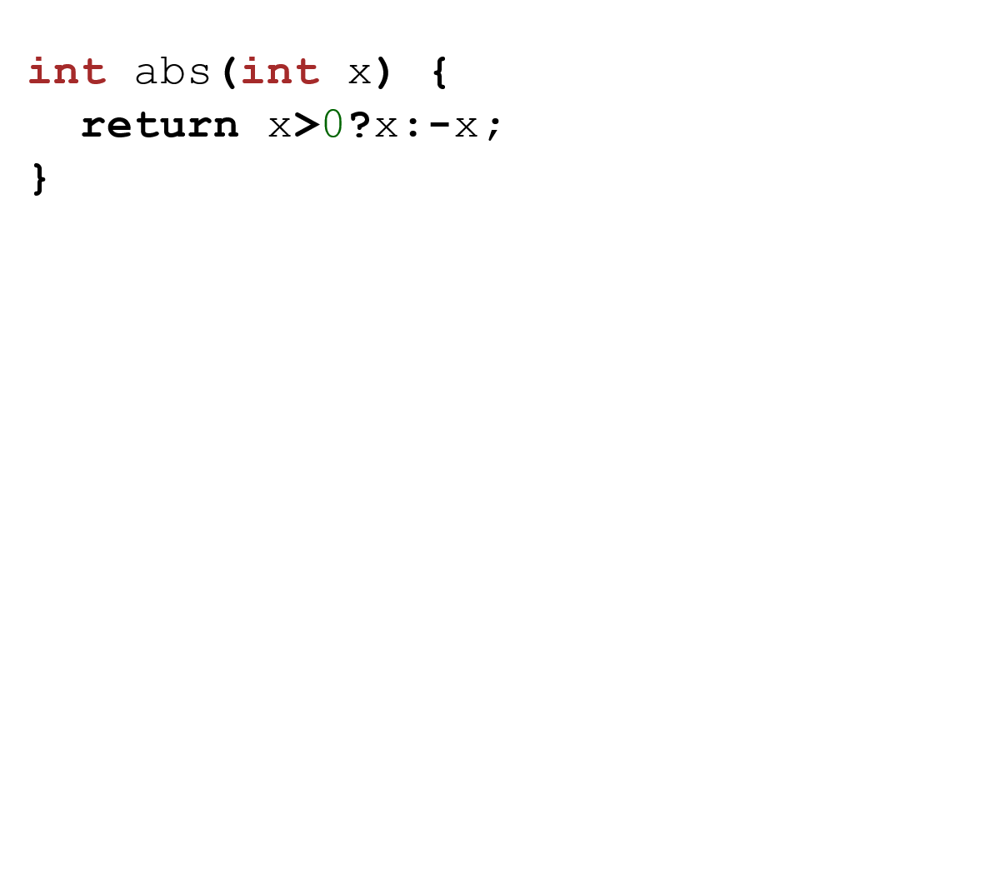 int abs(int x) {
  return x>0?x:-x;
}